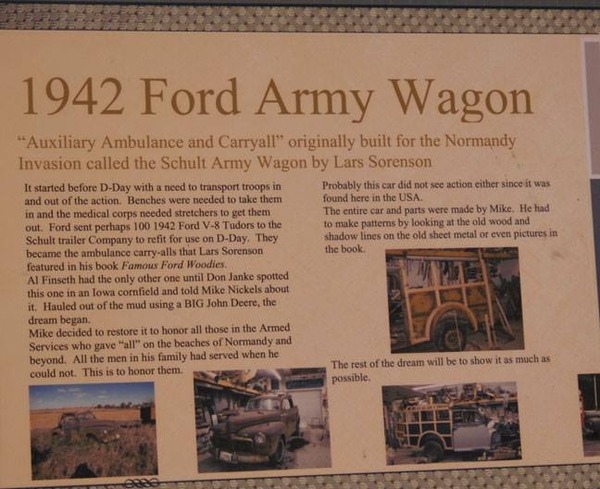 1942 Ford Army Wagon
“Auxiliary Ambulance and Carryall” originally built for the Normandy
Invasion called the Schult Army Wagon by Lars Sorenson
It started before D-Day with a need to transport troops in
and out of the action. Benches were needed to take them
in and the medical corps needed stretchers to get them
out. Ford sent perhaps 100 1942 Ford V-8 Tudors to the
Schult trailer Company to refit for use on D-Day. They
became the ambulance carry-alls that Lars Sorenson
featured in his book Famous Ford Woodies.
Al Finseth had the only other one until Don Janke spotted
this one in an Iowa cornfield and told Mike Nickels about
it. Hauled out of the mud using a BIG John Deere, the
dream began.
Mike decided to restore it to honor all those in the Armed
Services who gave “all” on the beaches of Normandy and
beyond. All the men in his family had served when he
could not. This is to honor them.
Probably this car did not see action either since it was
found here in the USA.
The entire car and parts were made by Mike. He had
to make patterns by looking at the old wood and
shadow lines on the old sheet metal or even pictures in
the book.
The rest of the dream will be to show it as much as
possible.